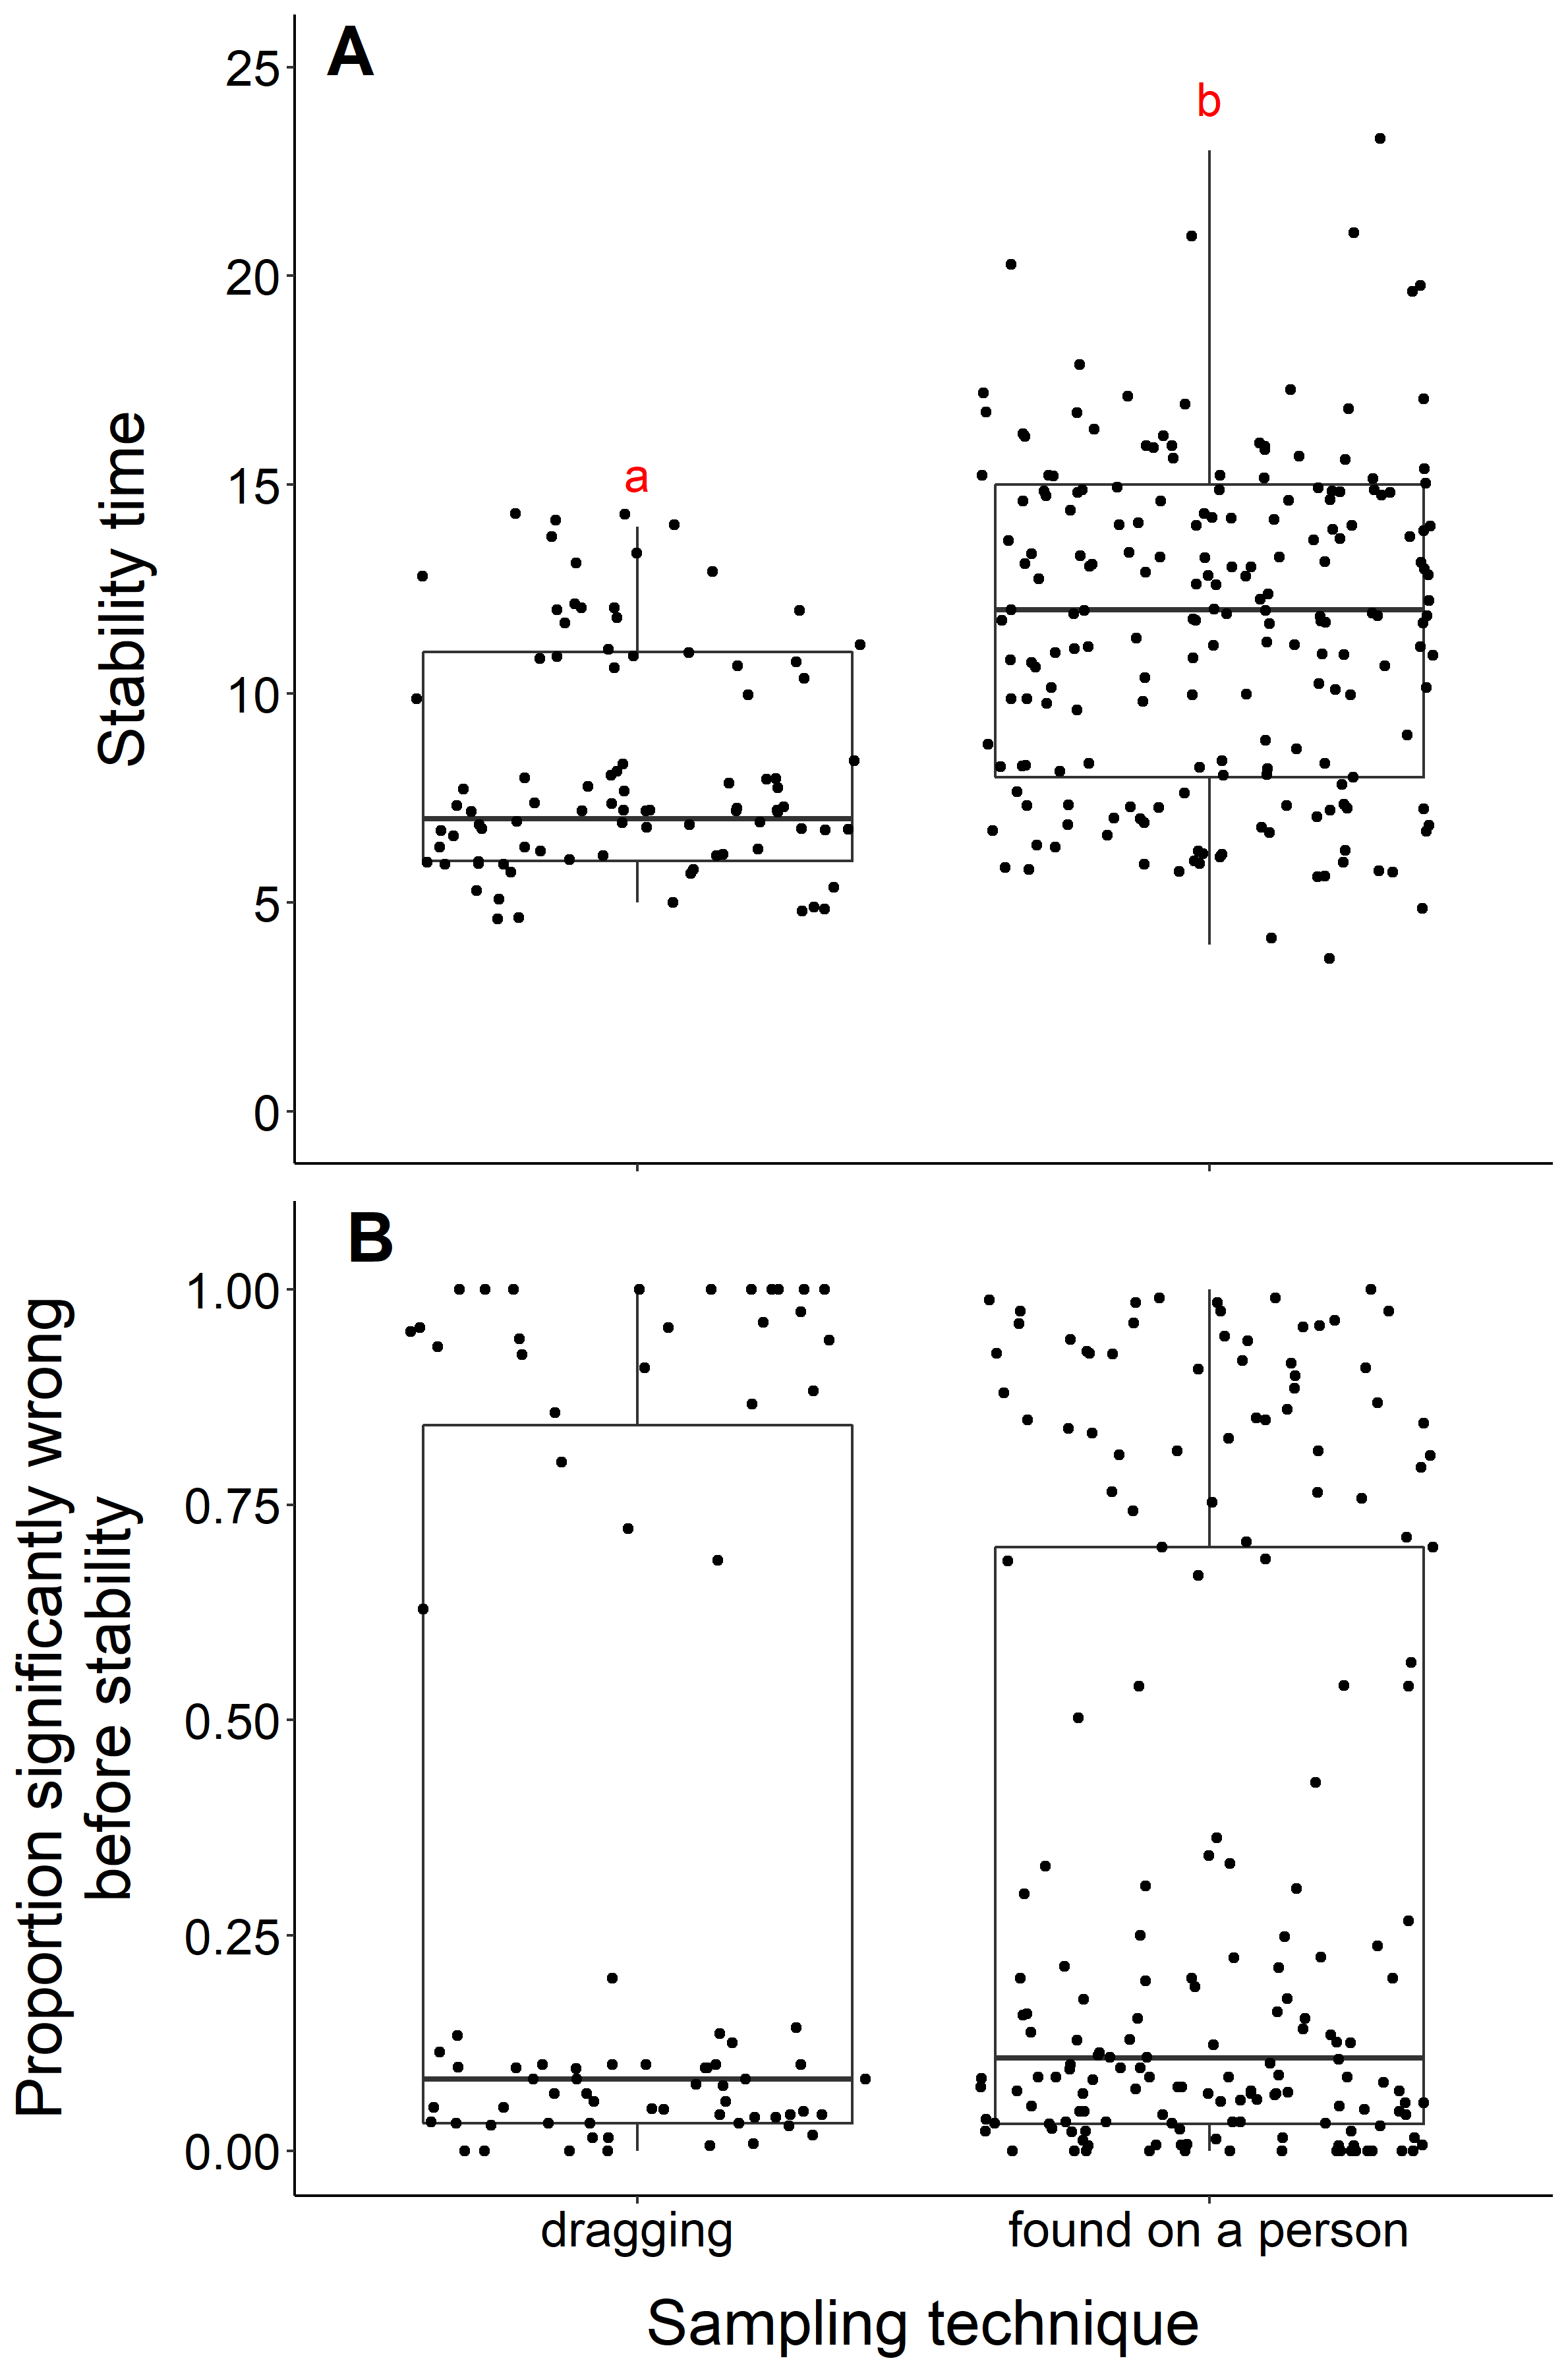 A
25
20
15
10
5
0
Stability time
a
b
B
1.00
0.75
0.50
0.25
0.00
Proportion significantly wrong
before stability
dragging
found on a person
Sampling technique